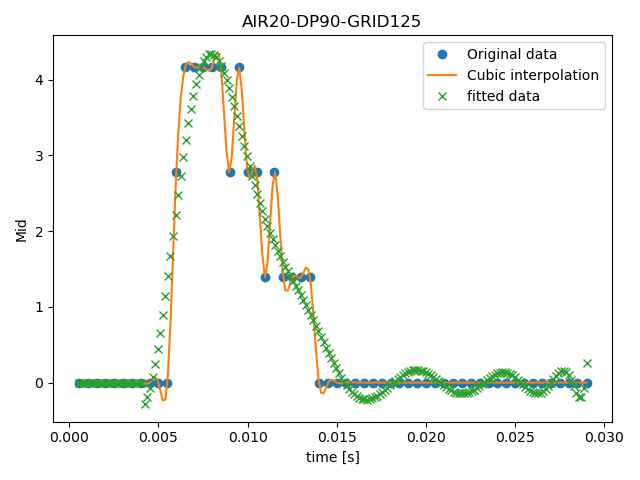 AIR20-DP90-GRID125
Original data
Cubic interpolation
fitted data
4
3
2
1
0
Mid
0.000
0.005
0.010
0.015
0.020
0.025
0.030
time [s]